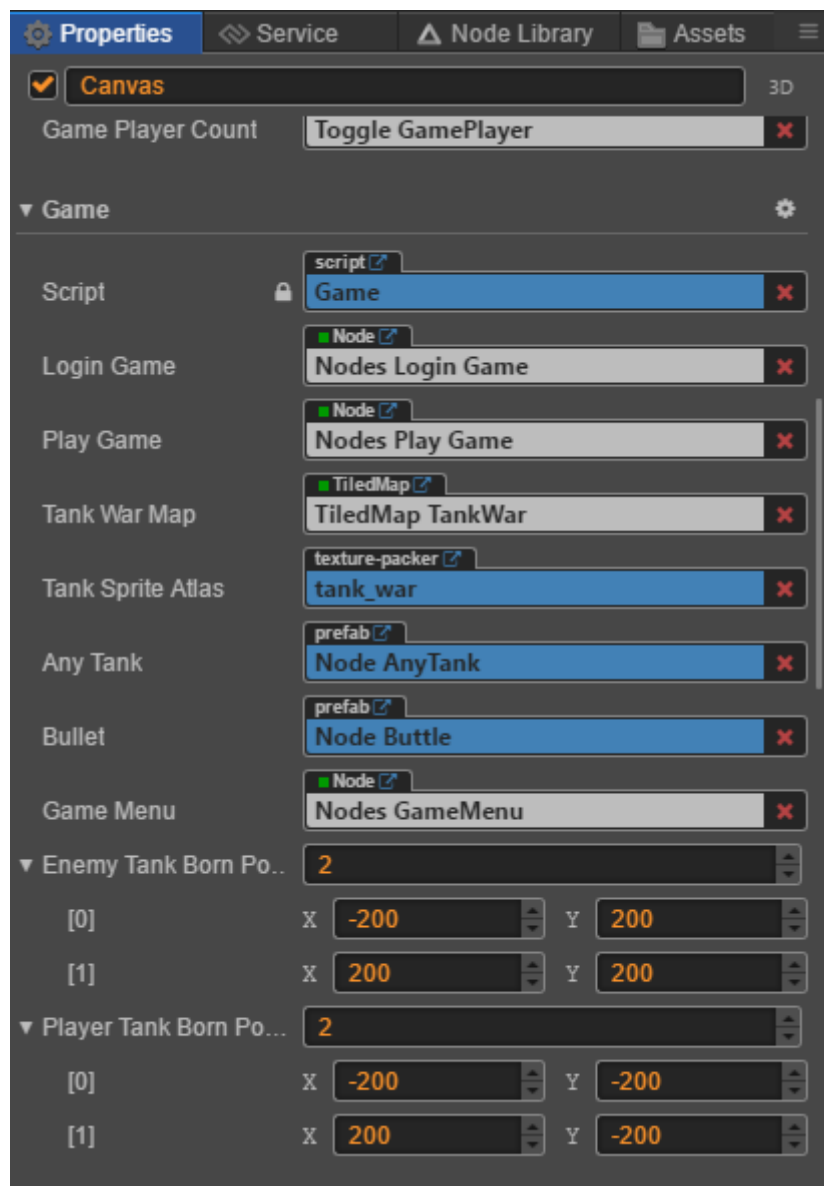 Properties Service Node Library Assets
Canvas 3D
Game Player Count Toggle GamePlayer
Game
script
Script Game
Node
Login Game Nodes Login Game
Node
Play Game Nodes Play Game
TiledMap
Tank War Map TiledMap TankWar
texture-packer
Tank Sprite Atlas tank_war
prefab
Any Tank Node AnyTank
prefab
Bullet Node Buttle
Node
Game Menu Nodes GameMenu
Enemy Tank Born Po.. 2
[0] X -200 Y 200
[1] X 200 Y 200
Player Tank Born Po... 2
[0] X -200 Y -200
[1] X 200 Y -200